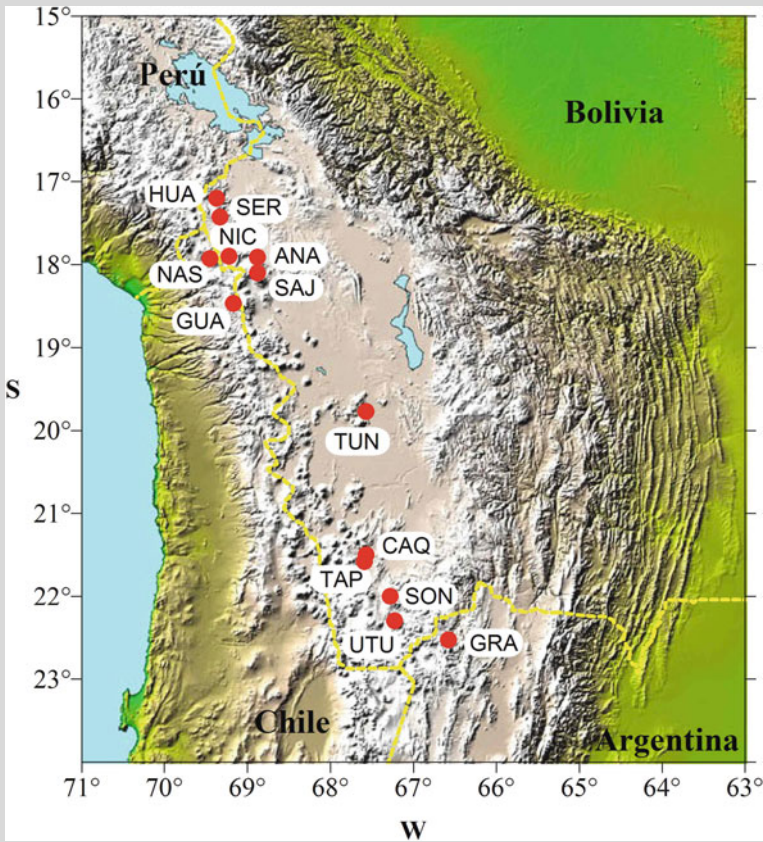 15°
Perú
16°
Bolivia
17°
HUA
SER
NIC
ANA
18°
NAS
SAJ
GUA
19°
S
20°
TUN
21°
CAQ
TAP
22°
SON
UTU
GRA
23°
Chile
Argentina
71° 70° 69° 68° 67° 66° 65° 64° 63°
W